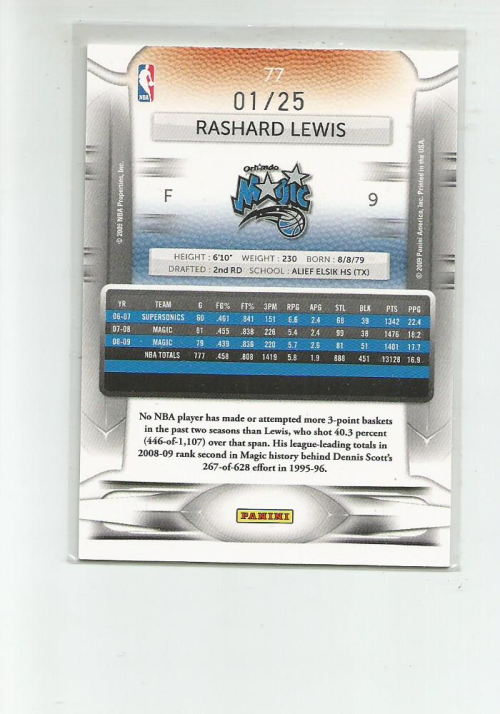 77
NBA
01/25
RASHARD LEWIS
Orlando
MAGIC
F
9
© 2009 NBA Properties, Inc.
© 2009 Panini America, Inc. Printed in the USA.
HEIGHT : 6'10" WEIGHT : 230 BORN : 8/8/79
DRAFTED : 2nd RD SCHOOL : ALIEF ELSIK HS (TX)
YR TEAM G FG% FT% 3PM RPG APG STL BLK PTS PPG
06-07 SUPERSONICS 60 .461 .841 151 6.6 2.4 68 39 1342 22.4
07-08 MAGIC 81 .455 .838 226 5.4 2.4 99 38 1476 18.2
08-09 MAGIC 79 .439 .836 220 5.7 2.6 81 51 1401 17.7
NBA TOTALS 777 .458 .808 1419 5.8 1.9 888 451 13128 16.9
No NBA player has made or attempted more 3-point baskets
in the past two seasons than Lewis, who shot 40.3 percent
(446-of-1,107) over that span. His league-leading totals in
2008-09 rank second in Magic history behind Dennis Scott's
267-of-628 effort in 1995-96.
PANINI